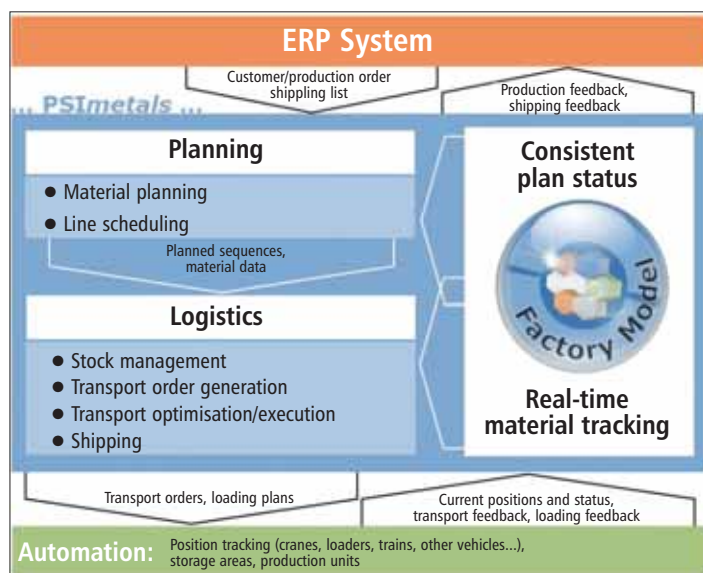 ERP System
Customer/production order
shippling list
Production feedback,
shipping feedback
... PSImetals ...
Planning
● Material planning
● Line scheduling
Planned sequences,
material data
Logistics
● Stock management
● Transport order generation
● Transport optimisation/execution
● Shipping
Consistent
plan status
Factory Model
Real-time
material tracking
Transport orders, loading plans
Current positions and status,
transport feedback, loading feedback
Automation: Position tracking (cranes, loaders, trains, other vehicles...),
storage areas, production units